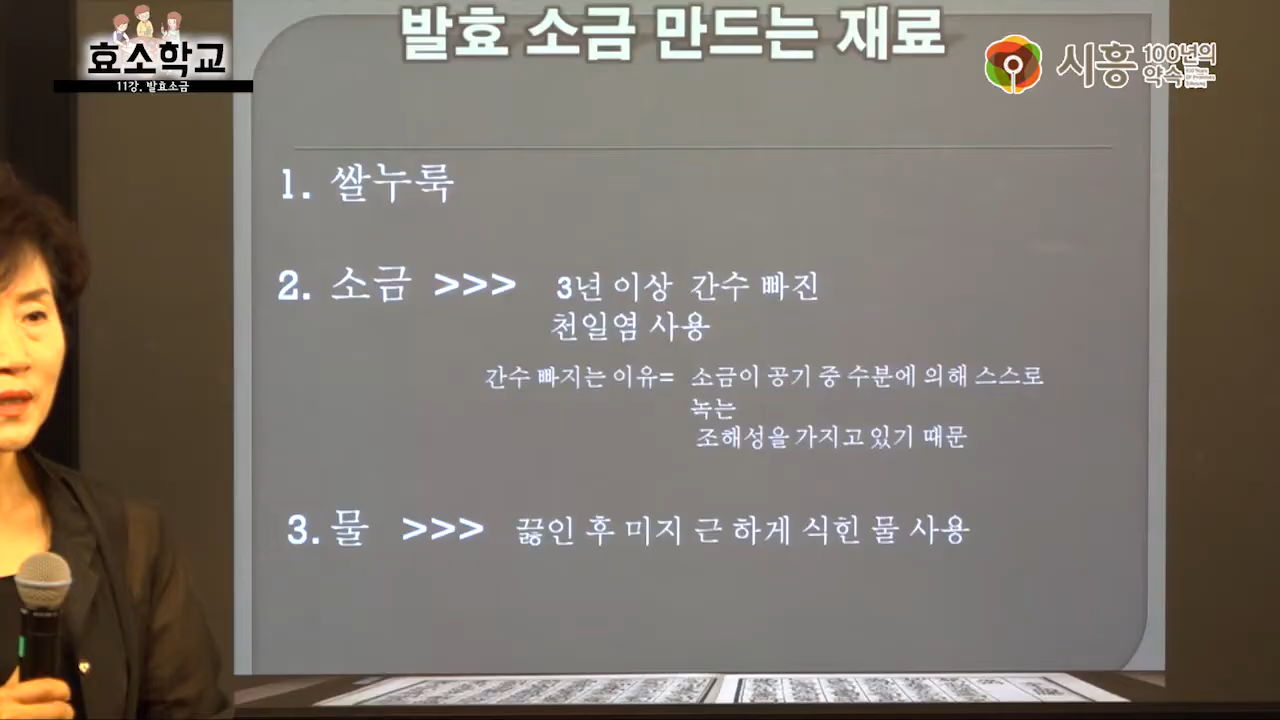 발효 소금 만드는 재료
효소학교
11강. 발효소금
시흥 100년의
약속
1. 쌀누룩
2. 소금 >>> 3년 이상 간수 빠진
천일염 사용
간수 빠지는 이유= 소금이 공기 중 수분에 의해 스스로
녹는
조해성을 가지고 있기 때문
3. 물 >>> 끓인 후 미지 근 하게 식힌 물 사용